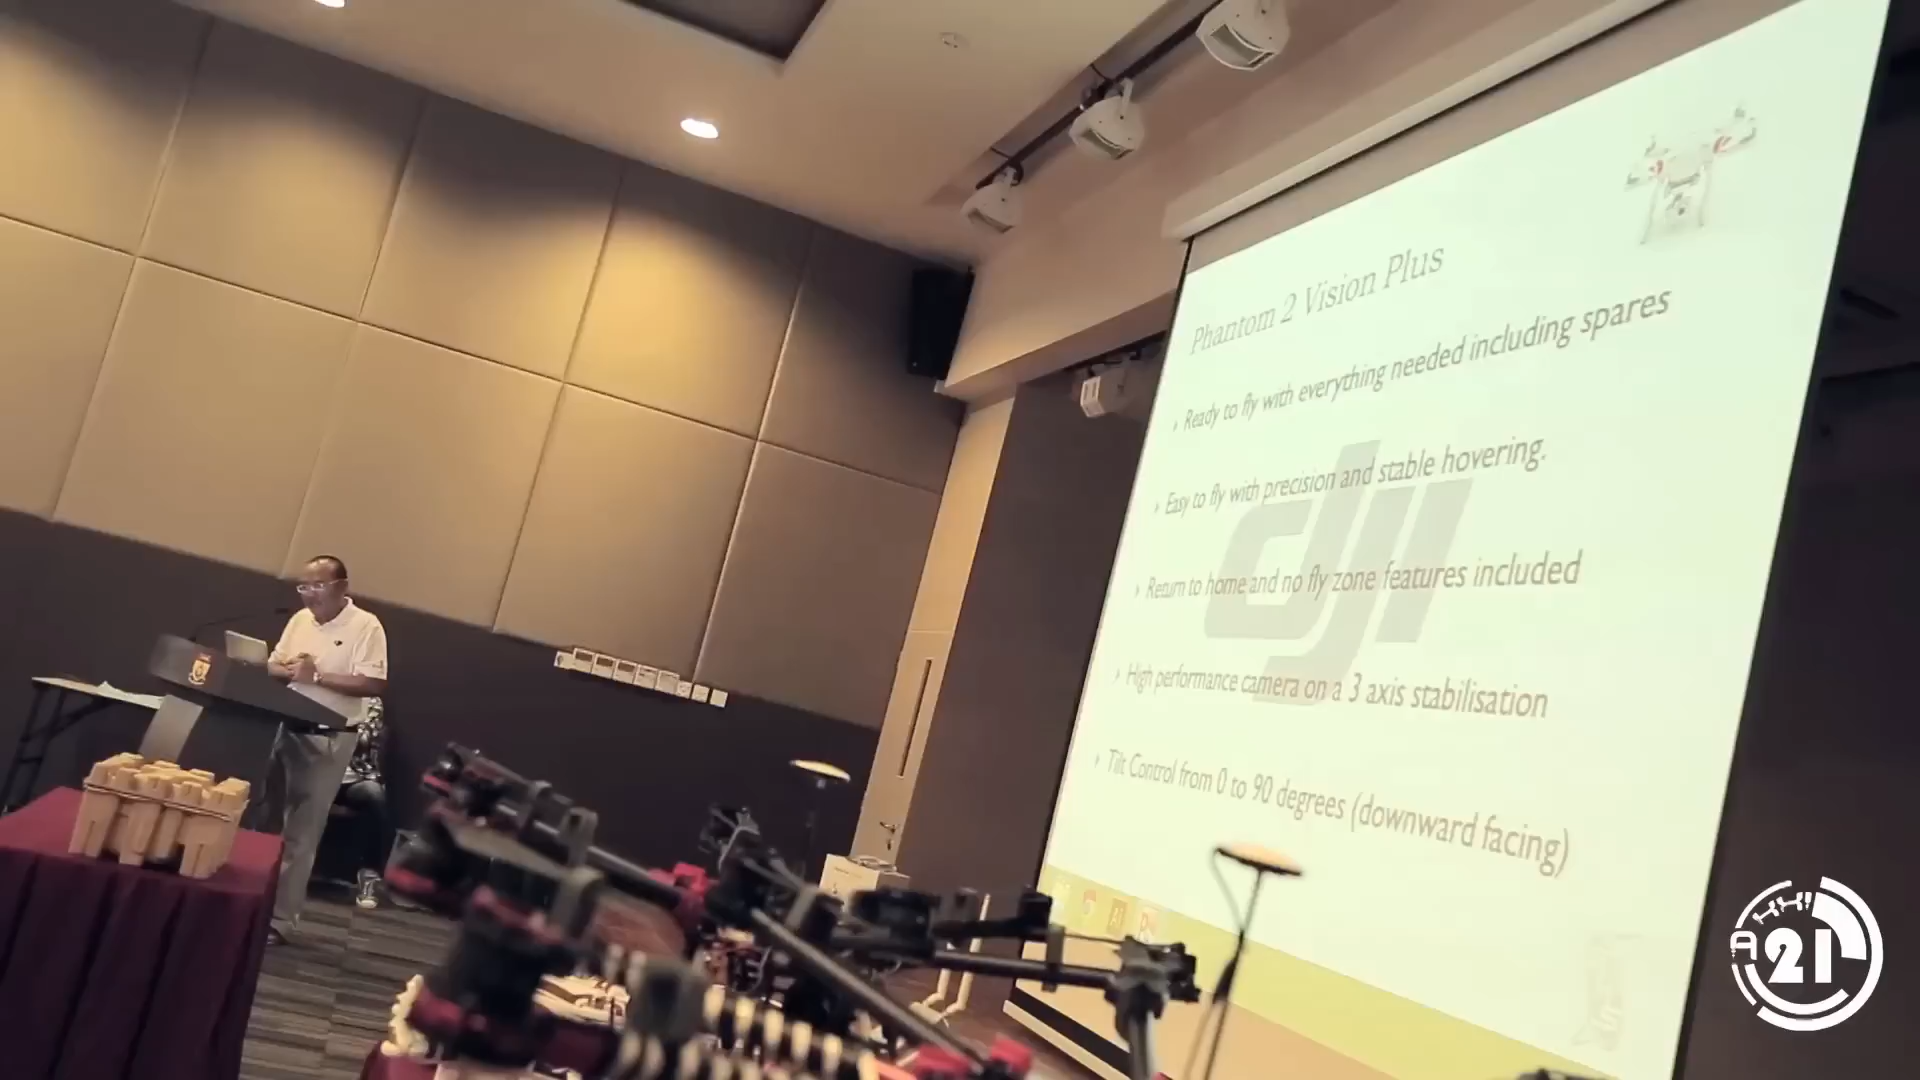 Phantom 2 Vision Plus
Ready to fly with everything needed including spares
Easy to fly with precision and stable hovering.
Return to home and no fly zone features included
High performance camera on a 3 axis stabilisation
Tilt Control from 0 to 90 degrees (downward facing)
dji
AXXI
21